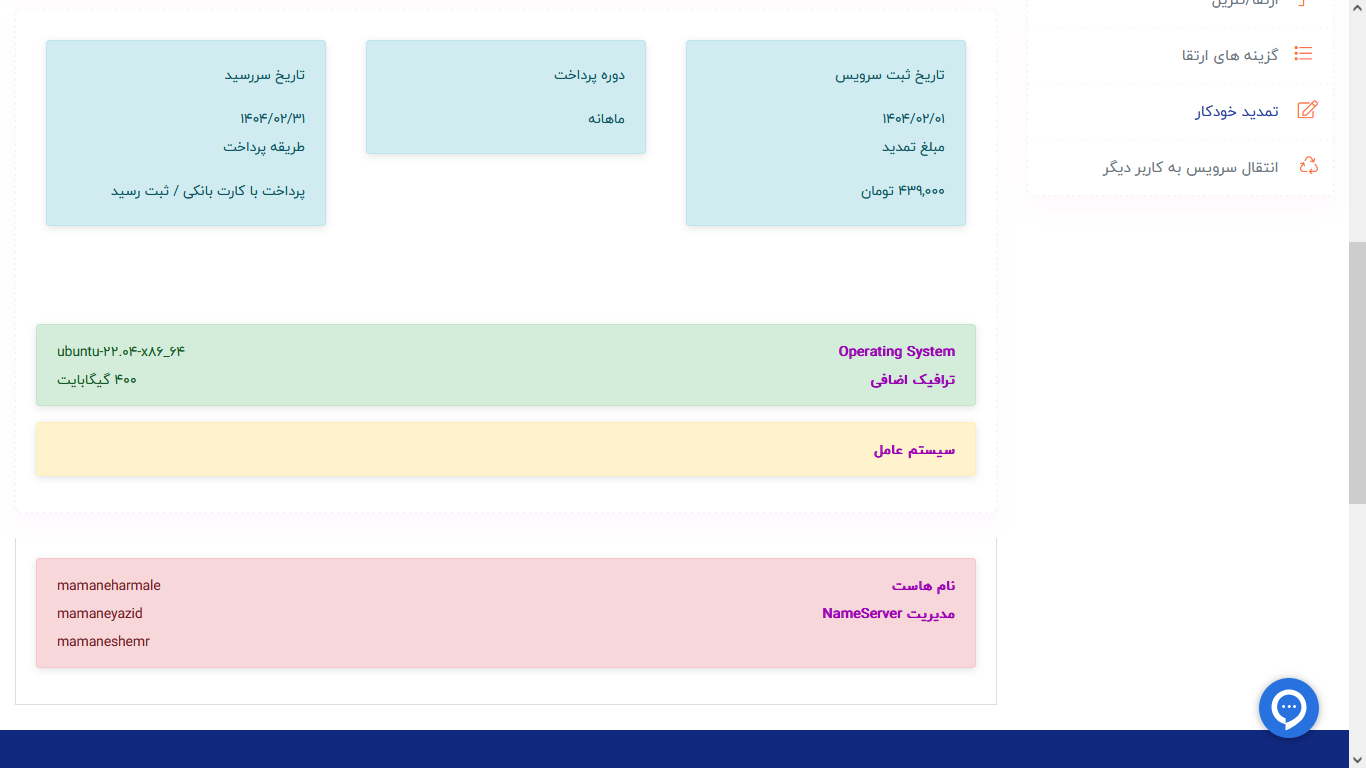 ارتقا/تنزیل
گزینه های ارتقا
تمدید خودکار
انتقال سرویس به کاربر دیگر
تاریخ ثبت سرویس
۱۴۰۴/۰۲/۰۱
مبلغ تمدید
۴۳۹,۰۰۰ تومان
دوره پرداخت
ماهانه
تاریخ سررسید
۱۴۰۴/۰۲/۳۱
طریقه پرداخت
پرداخت با کارت بانکی / ثبت رسید
Operating System
ubuntu-۲۲.۰۴-x۸۶_۶۴
ترافیک اضافی
۴۰۰ گیگابایت
سیستم عامل
نام هاست
mamaneharmale
مدیریت NameServer
mamaneyazid
mamaneshemr